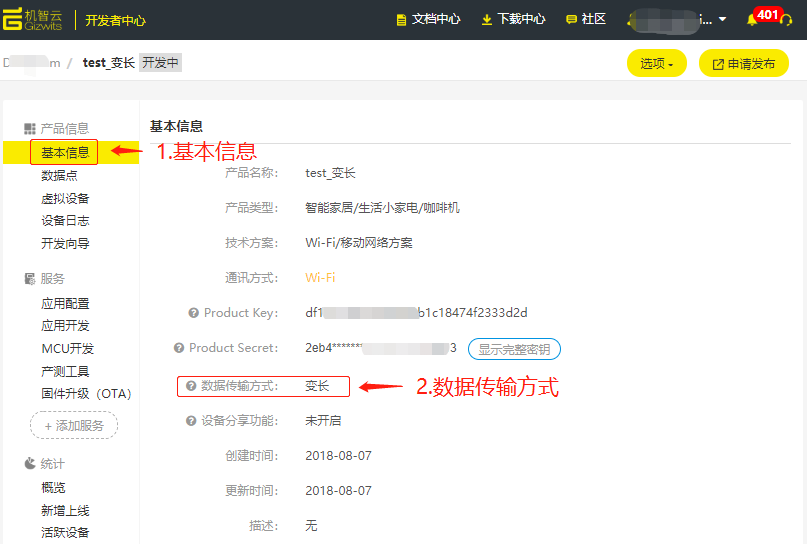 机智云 Gizwits 开发者中心 文档中心 下载中心 社区 i... 401
/ test_变长 开发中 选项 申请发布
产品信息
基本信息
数据点
虚拟设备
设备日志
开发向导
服务
应用配置
应用开发
MCU开发
产测工具
固件升级（OTA）
+ 添加服务
统计
概览
新增上线
活跃设备
基本信息
1.基本信息
产品名称: test_变长
产品类型: 智能家居/生活小家电/咖啡机
技术方案: Wi-Fi/移动网络方案
通讯方式: Wi-Fi
Product Key: df1 b1c18474f2333d2d
Product Secret: 2eb4******* 3 显示完整密钥
数据传输方式: 变长
2.数据传输方式
设备分享功能: 未开启
创建时间: 2018-08-07
更新时间: 2018-08-07
描述: 无